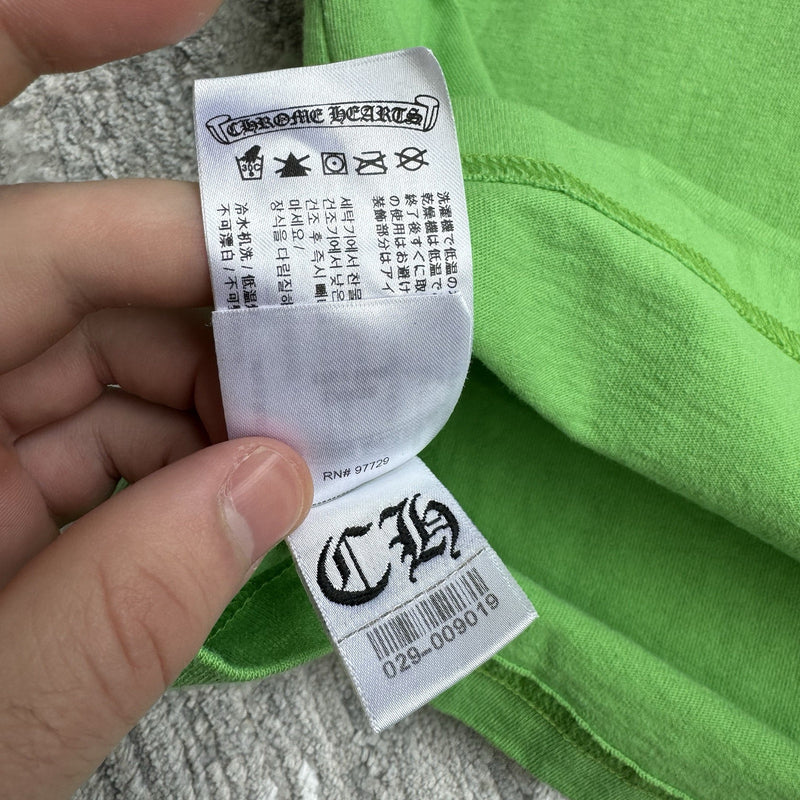 CHROME HEARTS
30C
洗濯機で低温の
乾燥機は低温で
終了後すぐに取
の使用はお避け
装飾部分はアイ
세탁기에서 찬물
건조기에서 낮은
건조 후 즉시 빼
마세요/
장식을 다림질하
冷水机洗/低温
不可漂白/不可
RN# 97729
CH
029-009019